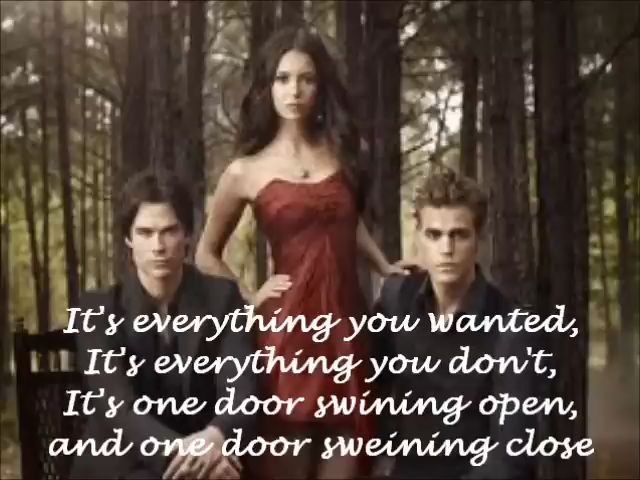 It's everything you wanted,
It's everything you don't,
It's one door swining open,
and one door sweining close